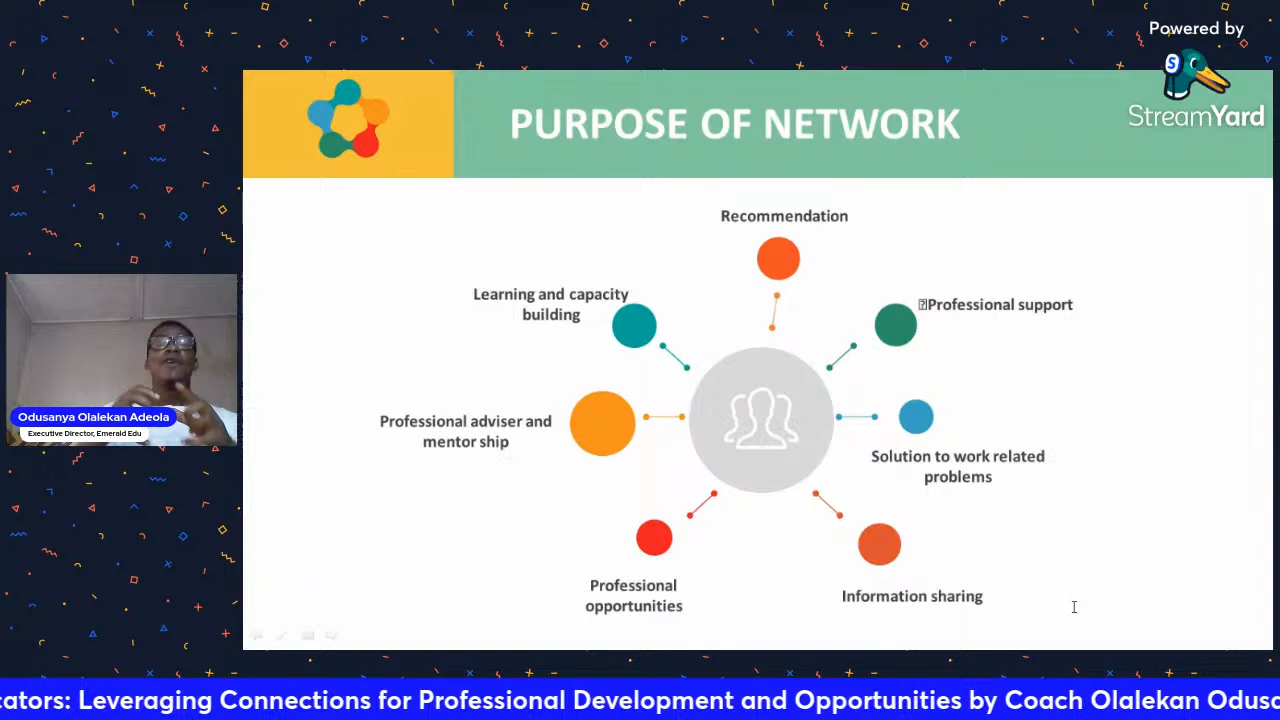 Powered by
StreamYard
S
PURPOSE OF NETWORK
Recommendation
Learning and capacity
building
Professional support
Professional adviser and
mentor ship
Solution to work related
problems
Professional
opportunities
Information sharing
Odusanya Olalekan Adeola
Executive Director, Emerald Edu
cators: Leveraging Connections for Professional Development and Opportunities by Coach Olalekan Odusa